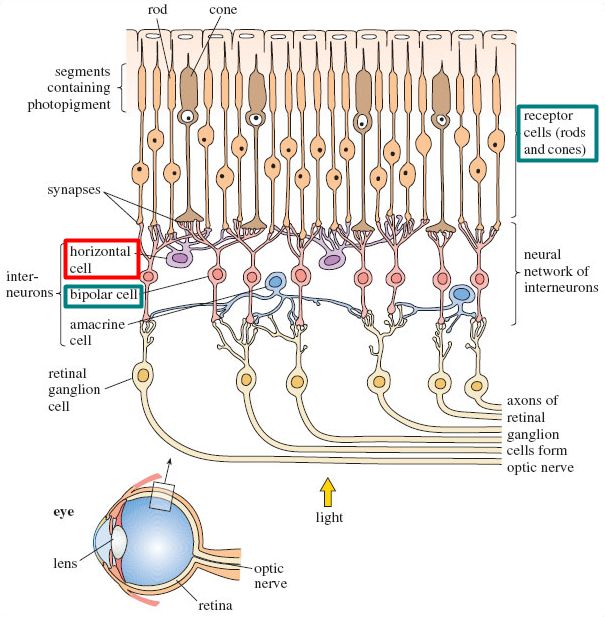 rod
cone
segments
containing
photopigment
receptor
cells (rods
and cones)
synapses
horizontal
cell
inter-
neurons
bipolar cell
amacrine
cell
neural
network of
interneurons
retinal
ganglion
cell
axons of
retinal
ganglion
cells form
optic nerve
light
eye
lens
optic
nerve
retina